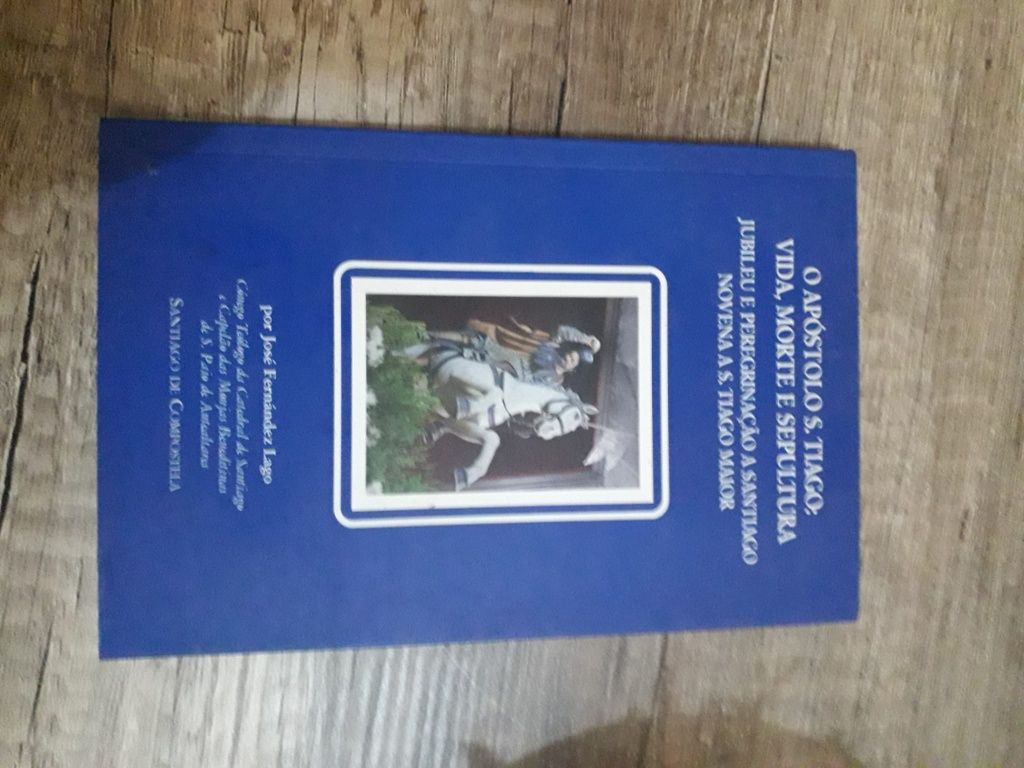 O APÓSTOLO S. TIAGO:
VIDA, MORTE E SEPULTURA
JUBILEU E PEREGRINAÇÃO A SANTIAGO
NOVENA A S. TIAGO MAIOR
por José Fernández Lago
Cónego Teólogo da Catedral de Santiago
e Capelão das Monjas Beneditinas
de S. Paio de Antealtares
SANTIAGO DE COMPOSTELA